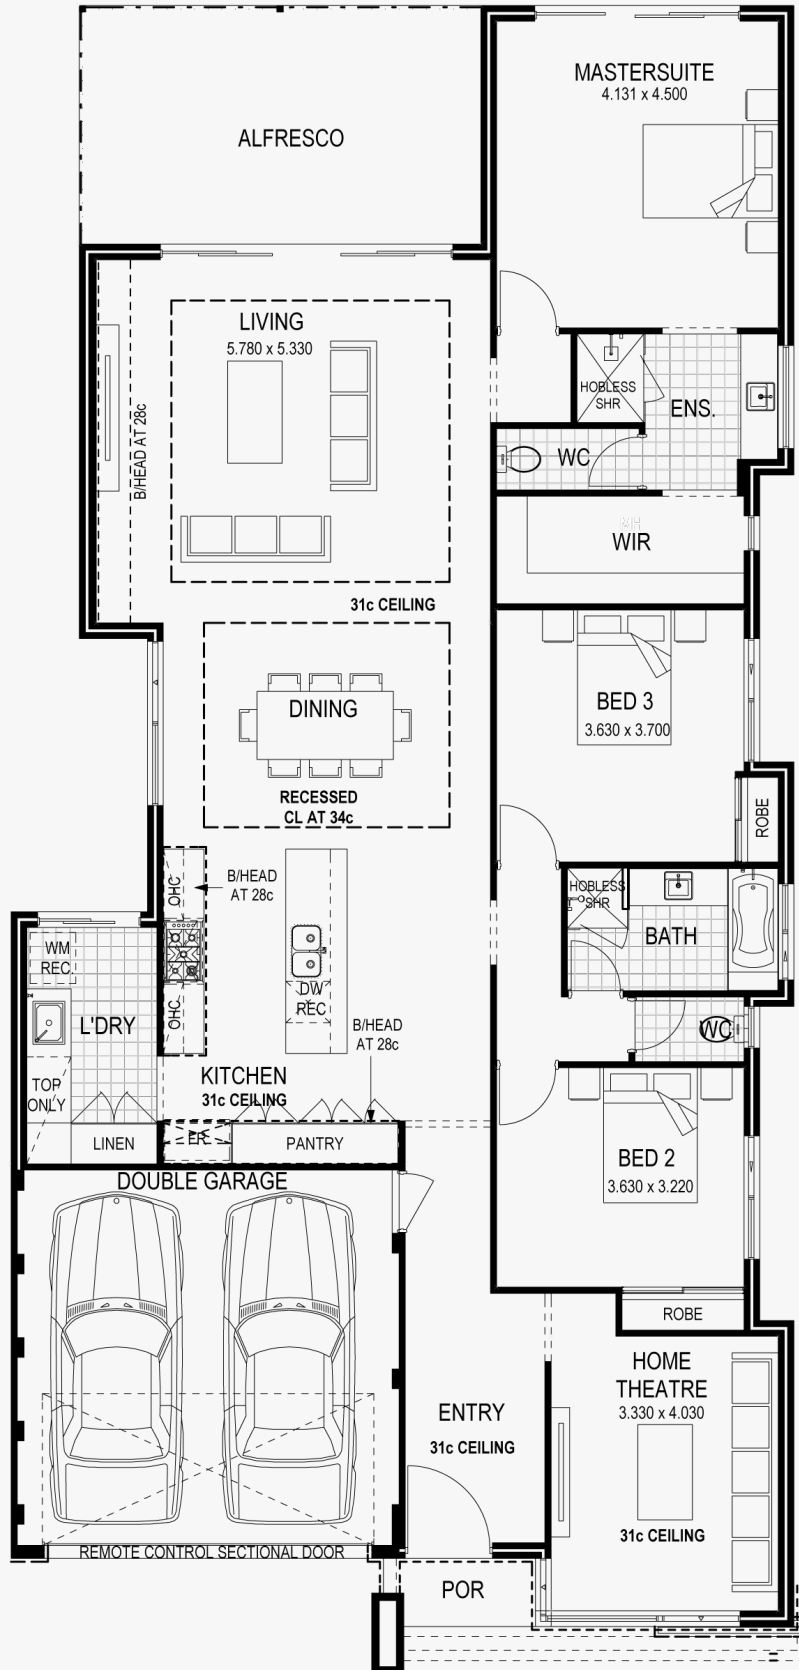 MASTERSUITE
4.131 x 4.500
ALFRESCO
LIVING
5.780 x 5.330
B/HEAD AT 28c
HOBLESS
SHR
ENS.
WC
MH
WIR
31c CEILING
DINING
RECESSED
CL AT 34c
BED 3
3.630 x 3.700
ROBE
OHC
B/HEAD
AT 28c
HOBLESS
SHR
BATH
WM
REC.
DW
REC
OHC
L'DRY
B/HEAD
AT 28c
WC
KITCHEN
31c CEILING
TOP
ONLY
LINEN
FR
PANTRY
BED 2
3.630 x 3.220
DOUBLE GARAGE
ROBE
HOME
THEATRE
3.330 x 4.030
ENTRY
31c CEILING
31c CEILING
REMOTE CONTROL SECTIONAL DOOR
POR